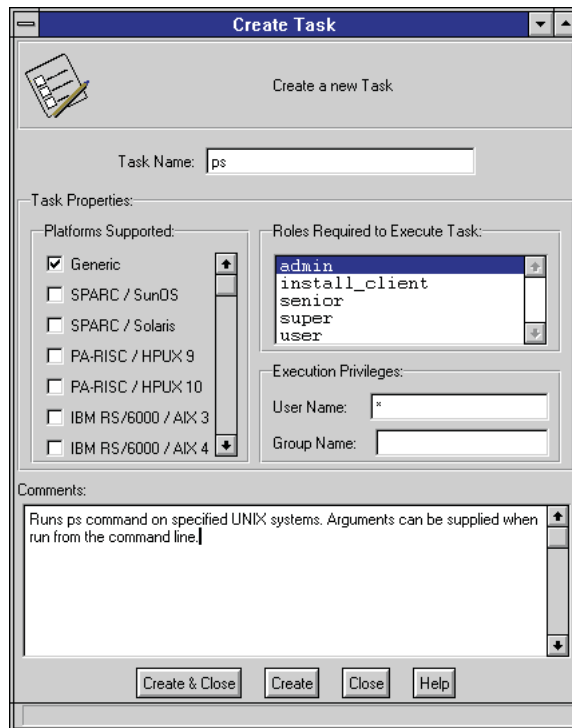 Create Task
Create a new Task
Task Name: ps
Task Properties:
Platforms Supported:
Generic
SPARC / SunOS
SPARC / Solaris
PA-RISC / HPUX 9
PA-RISC / HPUX 10
IBM RS/6000 / AIX 3
IBM RS/6000 / AIX 4
Roles Required to Execute Task:
admin
install_client
senior
super
user
Execution Privileges:
User Name: *
Group Name:
Comments:
Runs ps command on specified UNIX systems. Arguments can be supplied when
run from the command line.
Create & Close Create Close Help